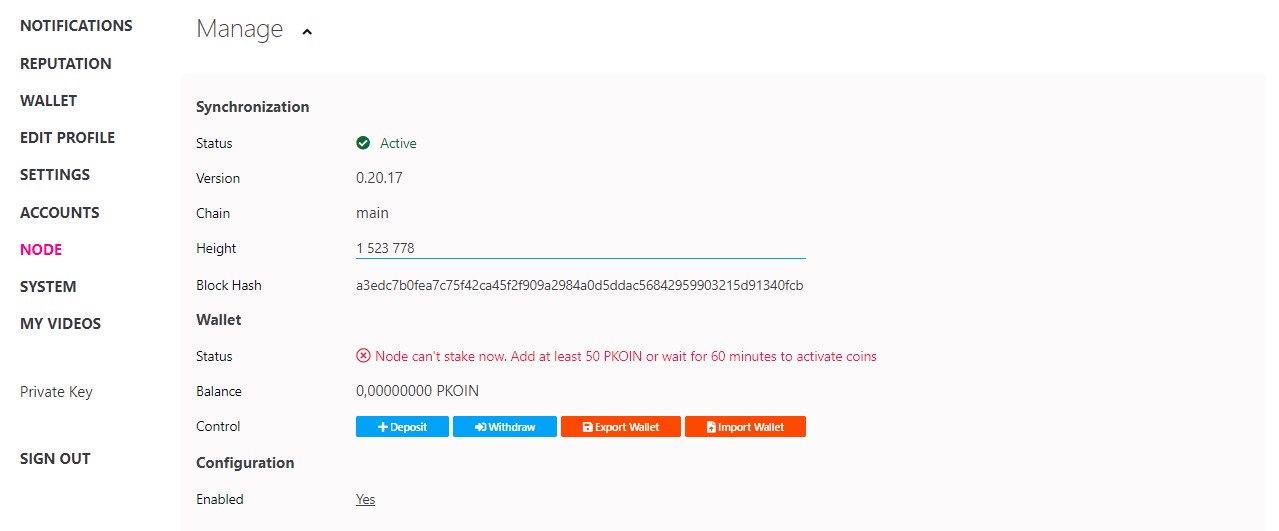 NOTIFICATIONS
REPUTATION
WALLET
EDIT PROFILE
SETTINGS
ACCOUNTS
NODE
SYSTEM
MY VIDEOS
Private Key
SIGN OUT
Manage
Synchronization
Status Active
Version 0.20.17
Chain main
Height 1 523 778
Block Hash a3edc7b0fea7c75f42ca45f2f909a2984a0d5ddac56842959903215d91340fcb
Wallet
Status Node can't stake now. Add at least 50 PKOIN or wait for 60 minutes to activate coins
Balance 0,00000000 PKOIN
Control Deposit Withdraw Export Wallet Import Wallet
Configuration
Enabled Yes